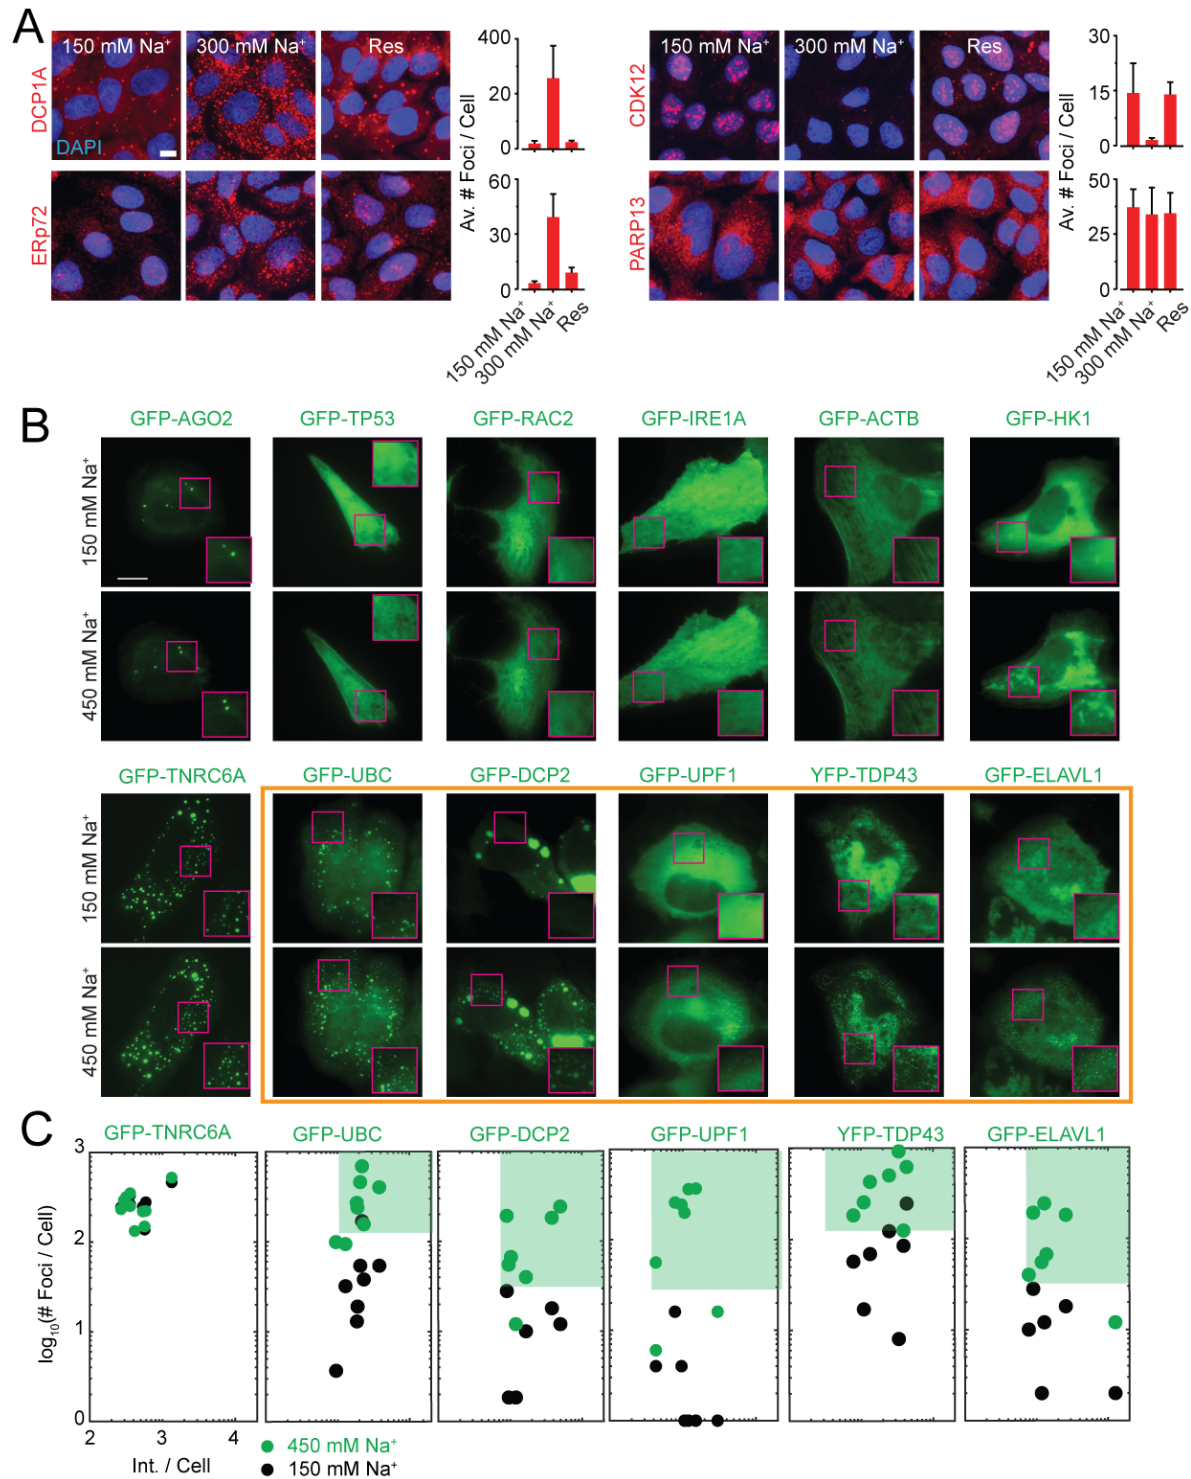 A
150 mM Na⁺ 300 mM Na⁺ Res
DCP1A
DAPI
400
20
0
ERp72
60
30
0
Av. # Foci / Cell
150 mM Na⁺
300 mM Na⁺
Res
150 mM Na⁺ 300 mM Na⁺ Res
CDK12
30
15
0
PARP13
50
25
0
Av. # Foci / Cell
150 mM Na⁺
300 mM Na⁺
Res
B
GFP-AGO2 GFP-TP53 GFP-RAC2 GFP-IRE1A GFP-ACTB GFP-HK1
150 mM Na⁺
450 mM Na⁺
GFP-TNRC6A GFP-UBC GFP-DCP2 GFP-UPF1 YFP-TDP43 GFP-ELAVL1
150 mM Na⁺
450 mM Na⁺
C
GFP-TNRC6A GFP-UBC GFP-DCP2 GFP-UPF1 YFP-TDP43 GFP-ELAVL1
log₁₀(# Foci / Cell)
3
2
1
0
2 3 4
Int. / Cell
450 mM Na⁺
150 mM Na⁺